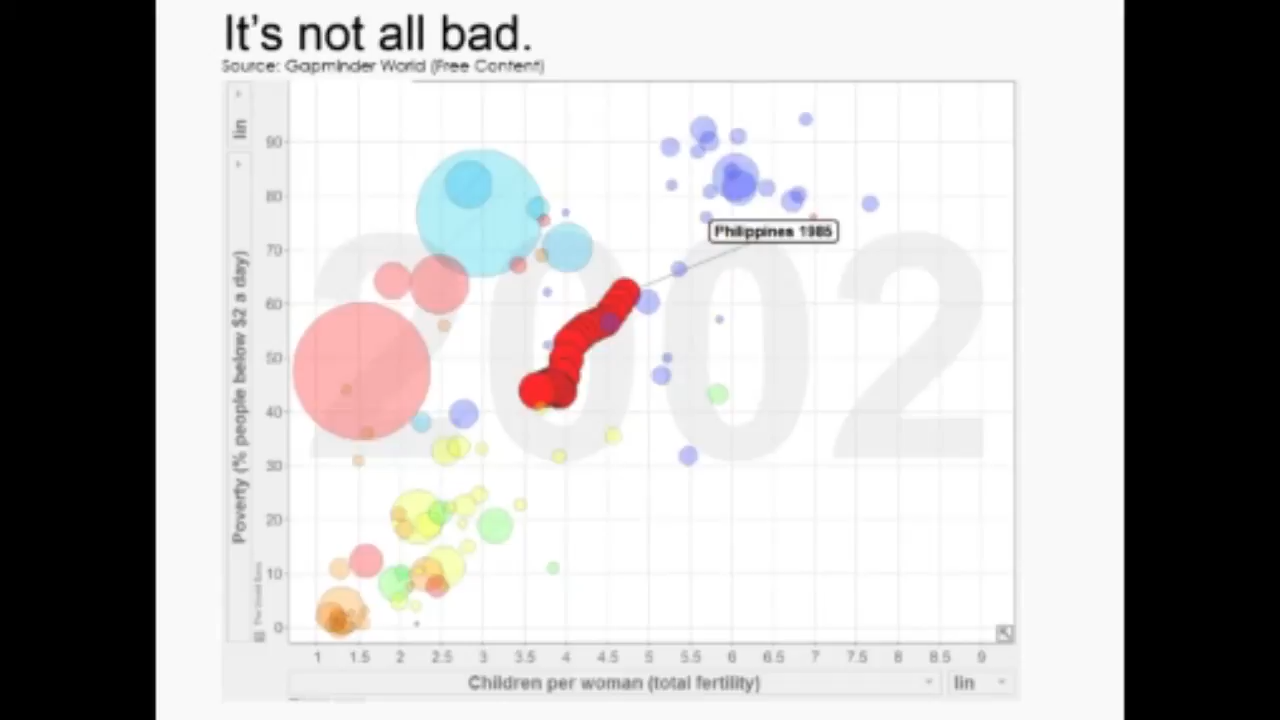 It's not all bad.
Source: Gapminder World (Free Content)
lin
Poverty (% people below $2 a day)
90
80
70
60
50
40
30
20
10
0
2002
Philippines 1985
1 1.5 2 2.5 3 3.5 4 4.5 5 5.5 6 6.5 7 7.5 8 8.5 9
Children per woman (total fertility)
lin